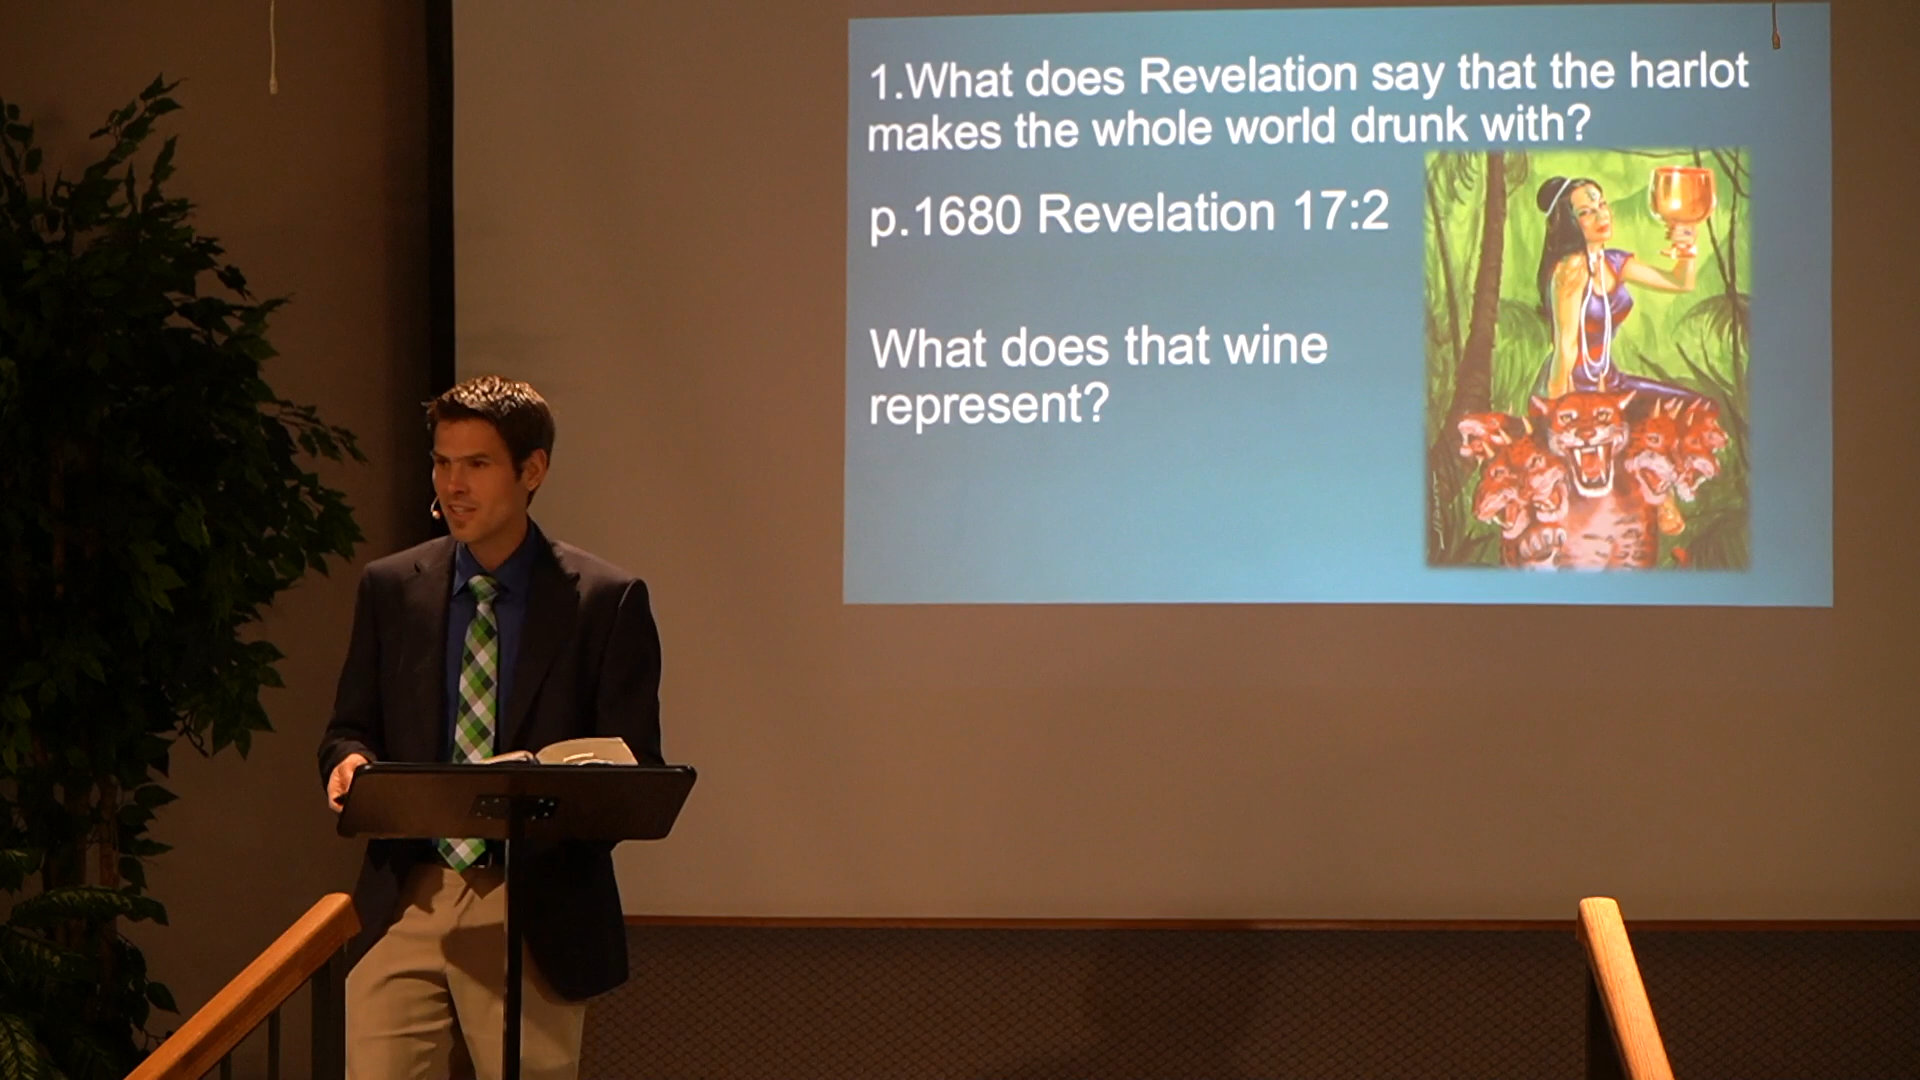 1.What does Revelation say that the harlot
makes the whole world drunk with?
p.1680 Revelation 17:2
What does that wine
represent?